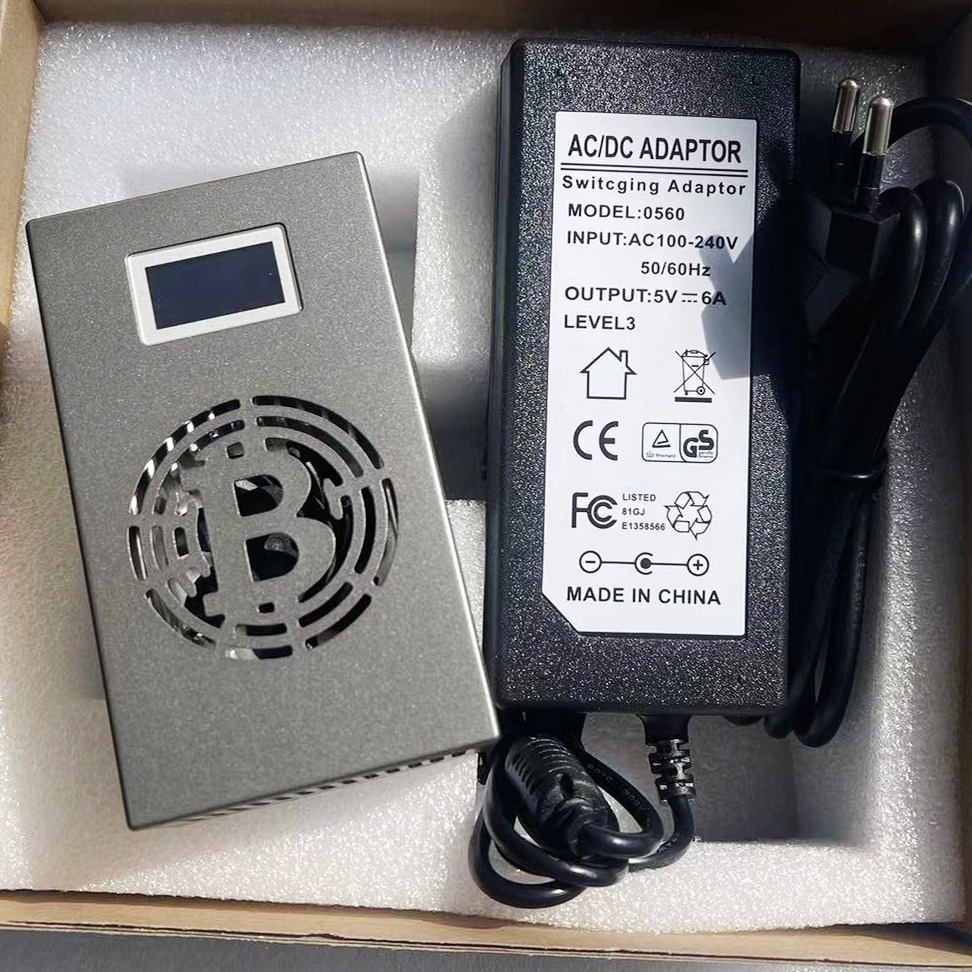 AC/DC ADAPTOR
Switcging Adaptor
MODEL:0560
INPUT:AC100-240V
50/60Hz
OUTPUT:5V⎓6A
LEVEL3
CE
GS
FC
LISTED
81GJ
E1358566
MADE IN CHINA